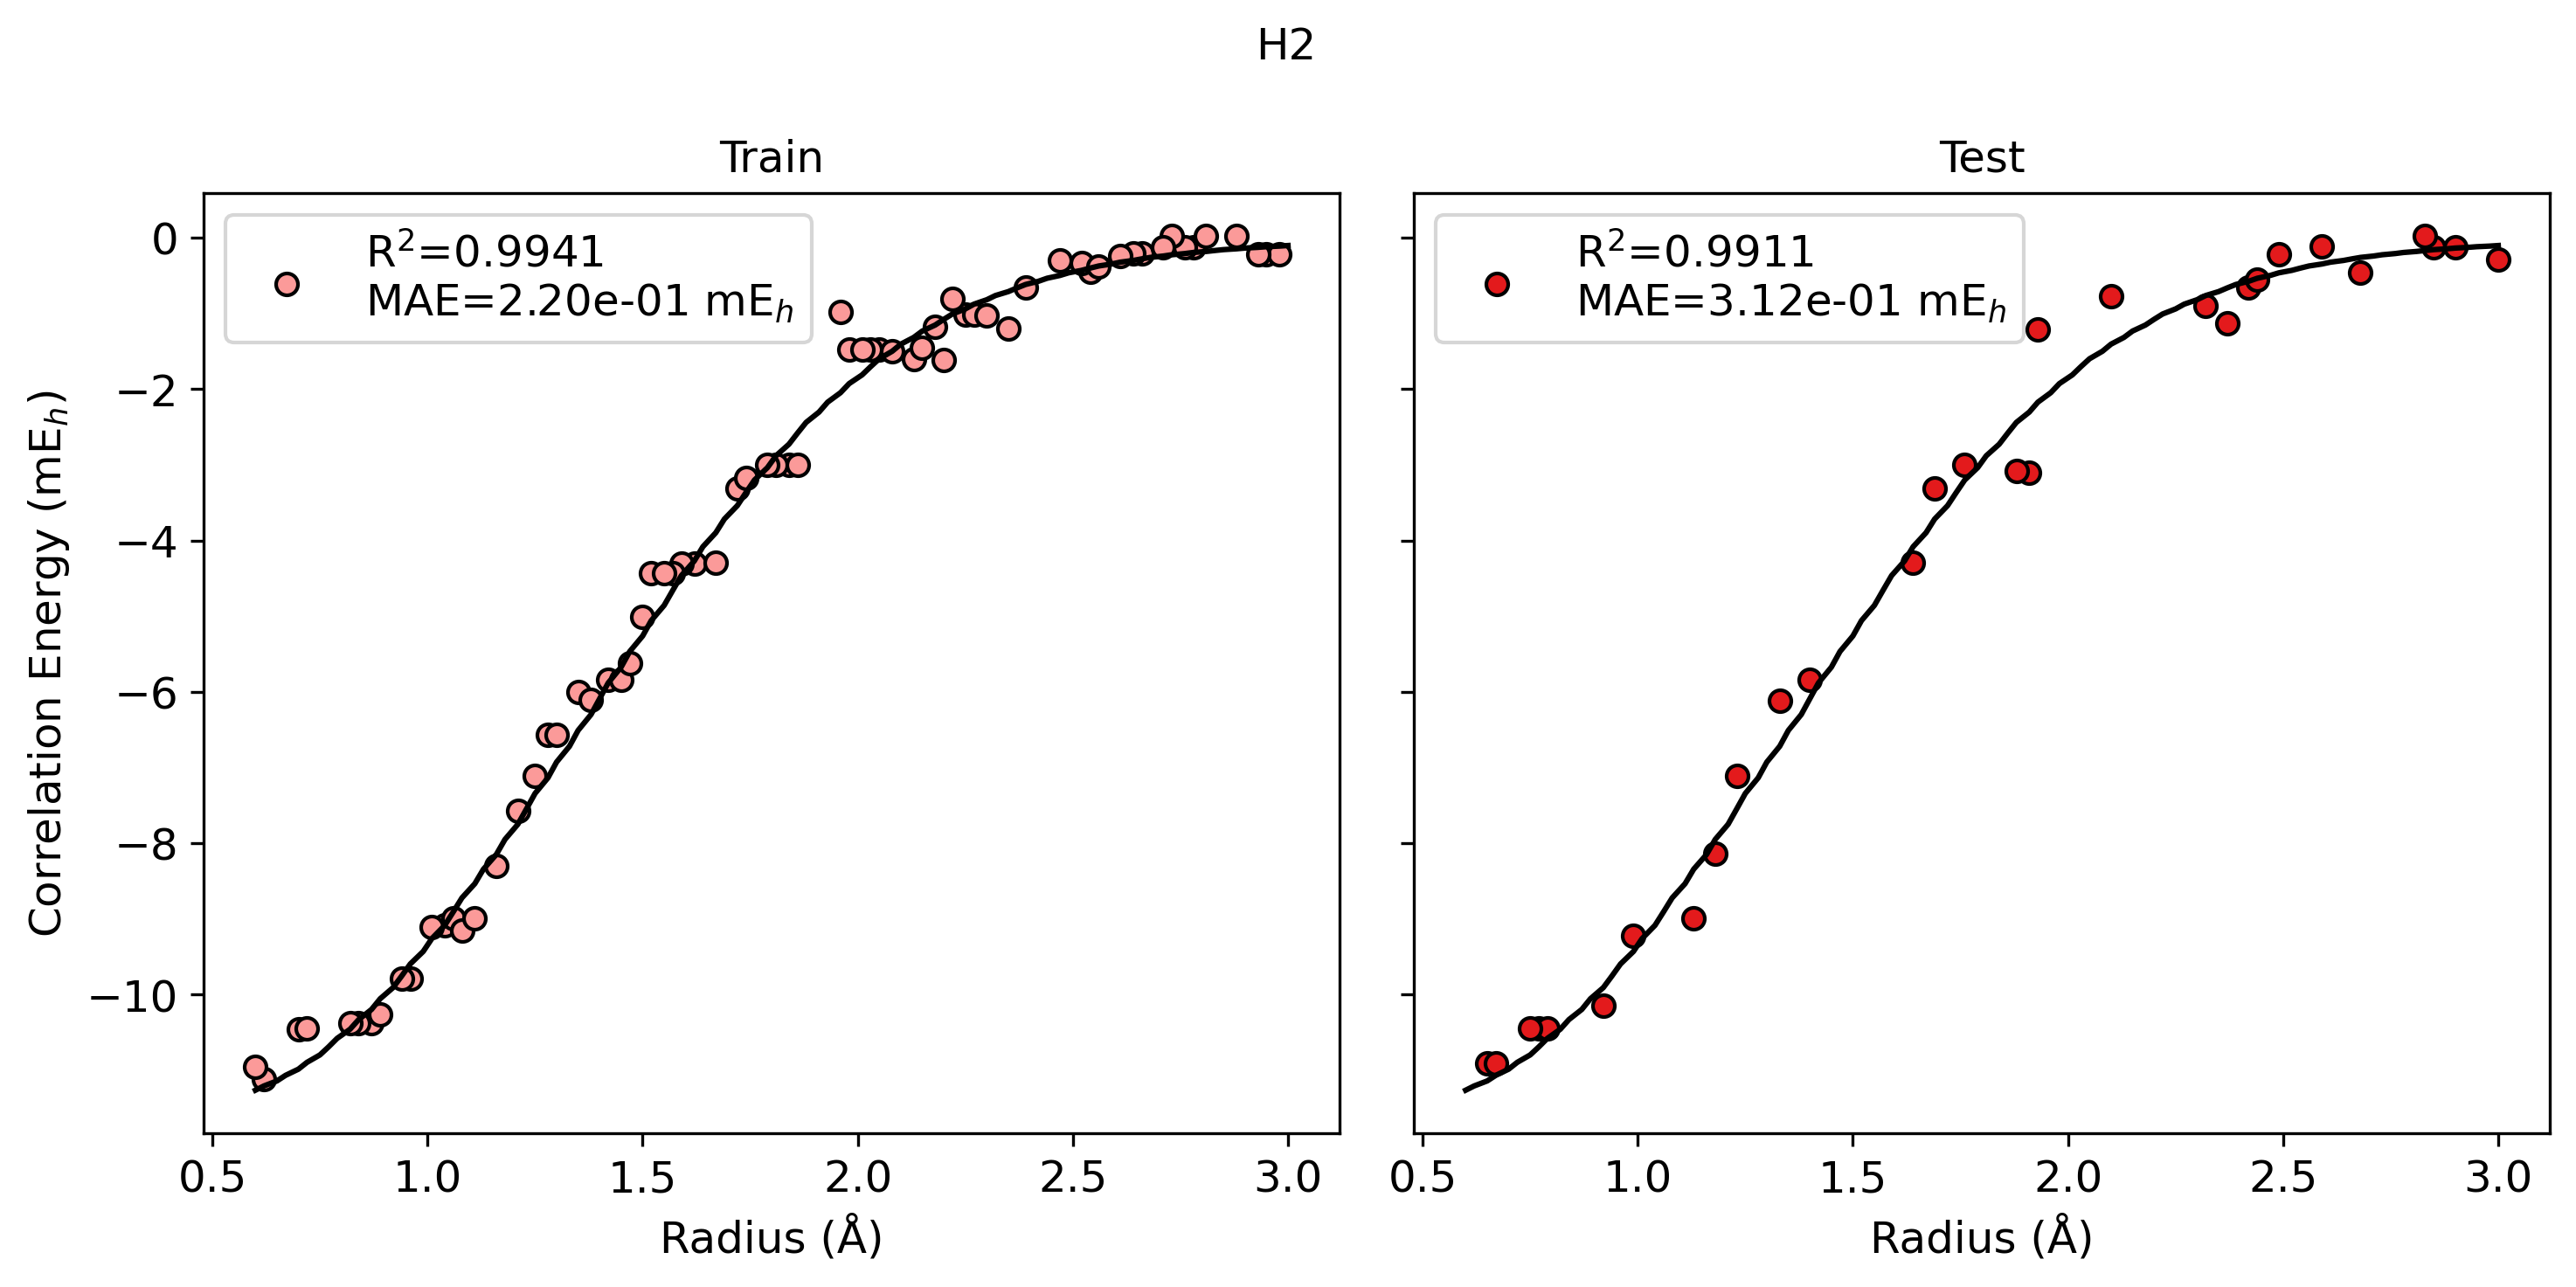 H2
Train
Test
R²=0.9941
MAE=2.20e-01 mEₕ
R²=0.9911
MAE=3.12e-01 mEₕ
Correlation Energy (mEₕ)
0
−2
−4
−6
−8
−10
0.5 1.0 1.5 2.0 2.5 3.0
0.5 1.0 1.5 2.0 2.5 3.0
Radius (Å)
Radius (Å)